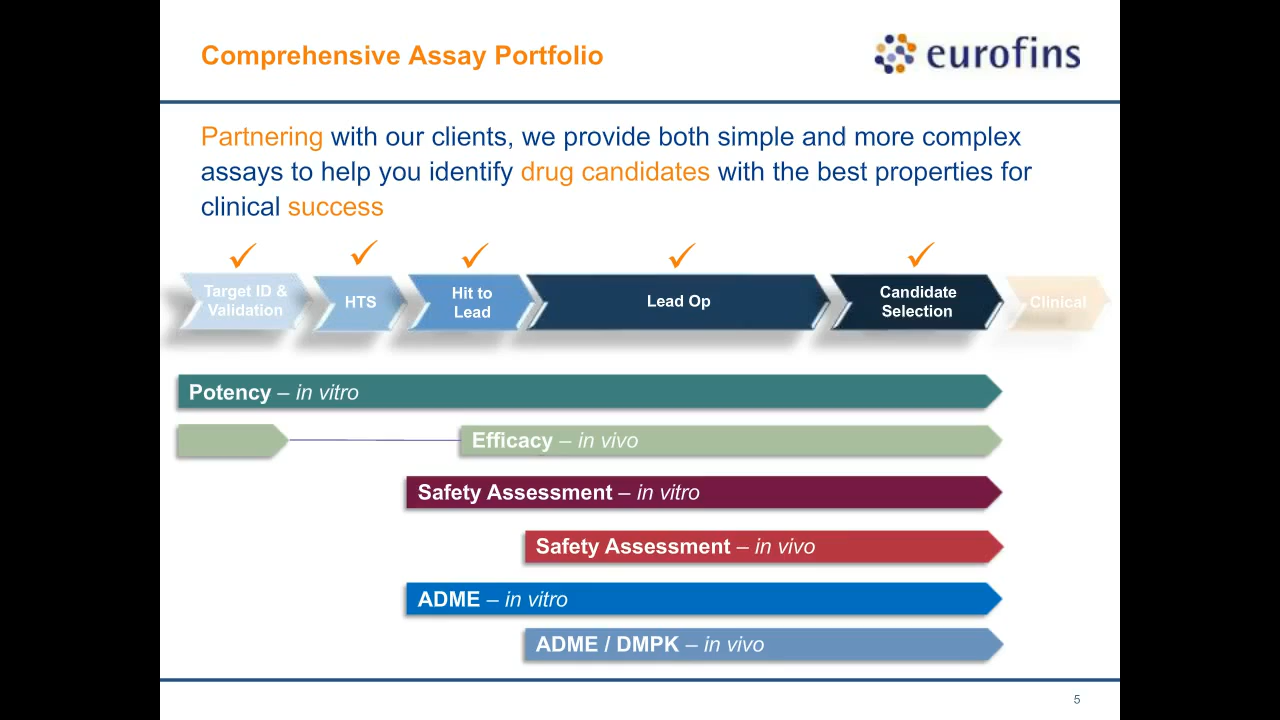 Comprehensive Assay Portfolio
eurofins
Partnering with our clients, we provide both simple and more complex
assays to help you identify drug candidates with the best properties for
clinical success
Target ID &
Validation
HTS
Hit to
Lead
Lead Op
Candidate
Selection
Clinical
Potency – in vitro
Efficacy – in vivo
Safety Assessment – in vitro
Safety Assessment – in vivo
ADME – in vitro
ADME / DMPK – in vivo
5